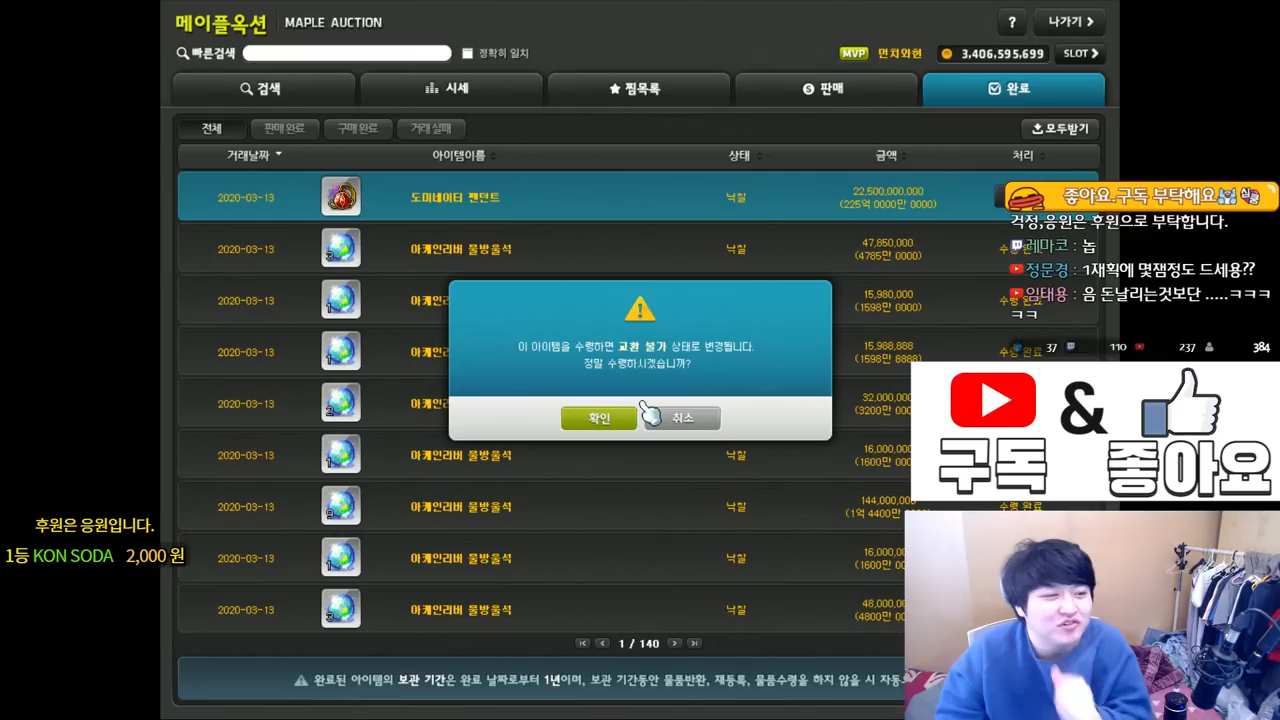 메이플옥션 MAPLE AUCTION
? 나가기
빠른검색 정확히 일치
MVP 먼치와현 3,406,595,699 SLOT
검색 시세 찜목록 판매 완료
전체 판매 완료 구매 완료 거래 실패 모두받기
거래날짜 아이템이름 상태 금액 처리
2020-03-13 도미네이터 펜던트 낙찰 22,500,000,000
(225억 0000만 0000)
좋아요.구독 부탁해요
걱정,응원은 후원으로 부탁합니다.
레마코 : 놉
정문경 : 1재획에 몇잼정도 드세용??
임태용 : 음 돈날리는것보단 .....ㅋㅋㅋ
ㅋㅋ
37 110 237 384
2020-03-13 3 아케인리버 물방울석 낙찰 47,850,000
(4785만 0000)
2020-03-13 1 낙찰 15,980,000
(1598만 0000)
2020-03-13 1 15,988,888
(1598만 8888)
2020-03-13 2 32,000,000
(3200만 0000)
이 아이템을 수령하면 교환 불가 상태로 변경됩니다.
정말 수령하시겠습니까?
확인 취소
2020-03-13 1 아케인리버 물방울석 낙찰 16,000,000
2020-03-13 9 아케인리버 물방울석 낙찰 144,000,000
수령 완료
2020-03-13 1 아케인리버 물방울석 낙찰 16,000,000
2020-03-13 3 아케인리버 물방울석 낙찰
1 / 140
완료된 아이템의 보관 기간은 완료 날짜로부터 1년이며, 보관 기간동안 물품반환, 재등록, 물품수령을 하지 않을 시 자동
&
구독 좋아요
후원은 응원입니다.
1등 KON SODA 2,000 원